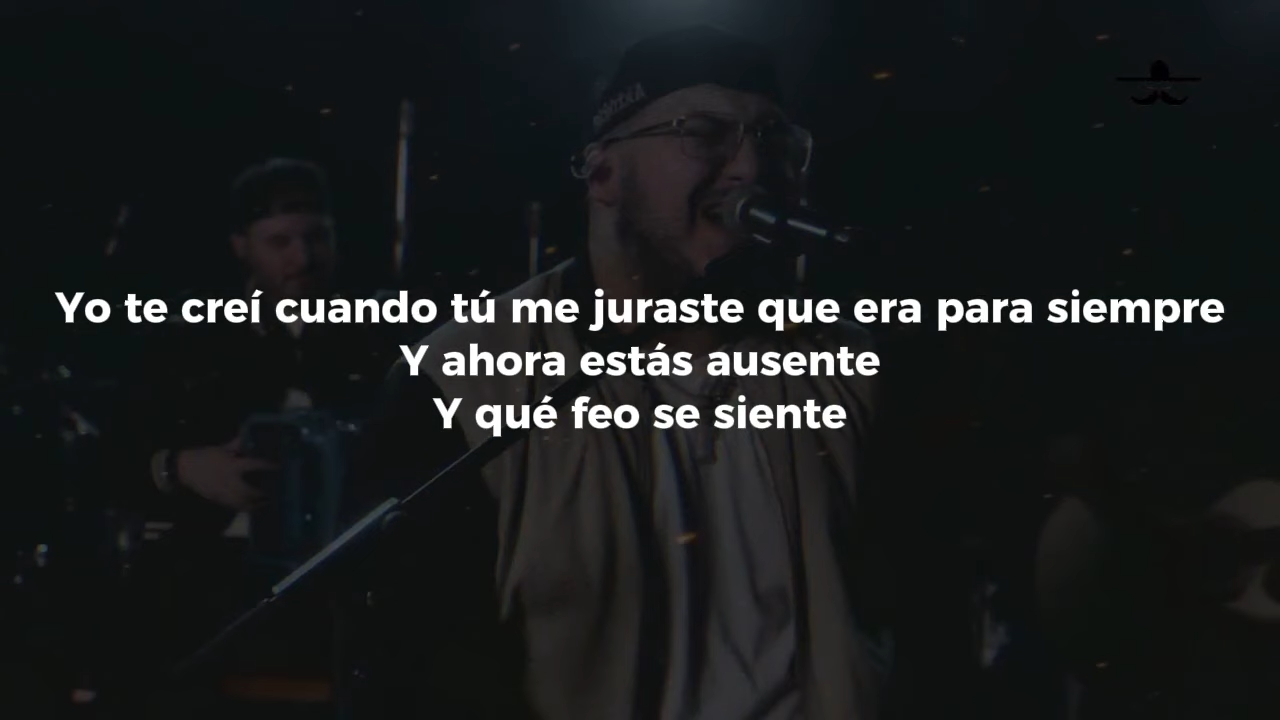 Yo te creí cuando tú me juraste que era para siempre
Y ahora estás ausente
Y qué feo se siente